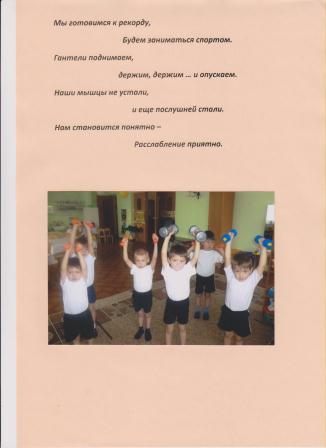 Мы готовимся к рекорду,
Будем заниматься спортом.
Гантели поднимаем,
держим, держим ... и опускаем.
Наши мышцы не устали,
и еще послушней стали.
Нам становится понятно –
Расслабление приятно.